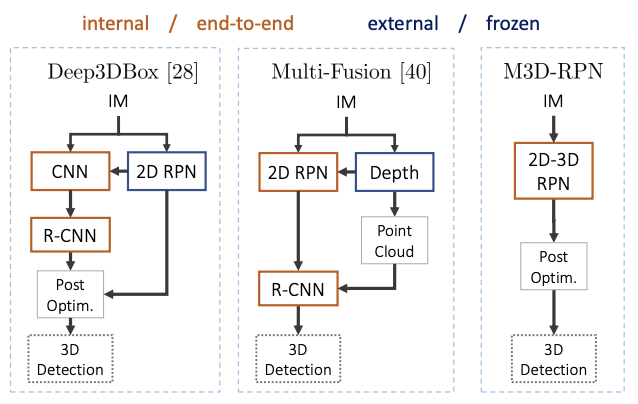 internal / end-to-end external / frozen
Deep3DBox [28]
IM
CNN
2D RPN
R-CNN
Post
Optim.
3D
Detection
Multi-Fusion [40]
IM
2D RPN
Depth
Point
Cloud
R-CNN
3D
Detection
M3D-RPN
IM
2D-3D
RPN
Post
Optim.
3D
Detection